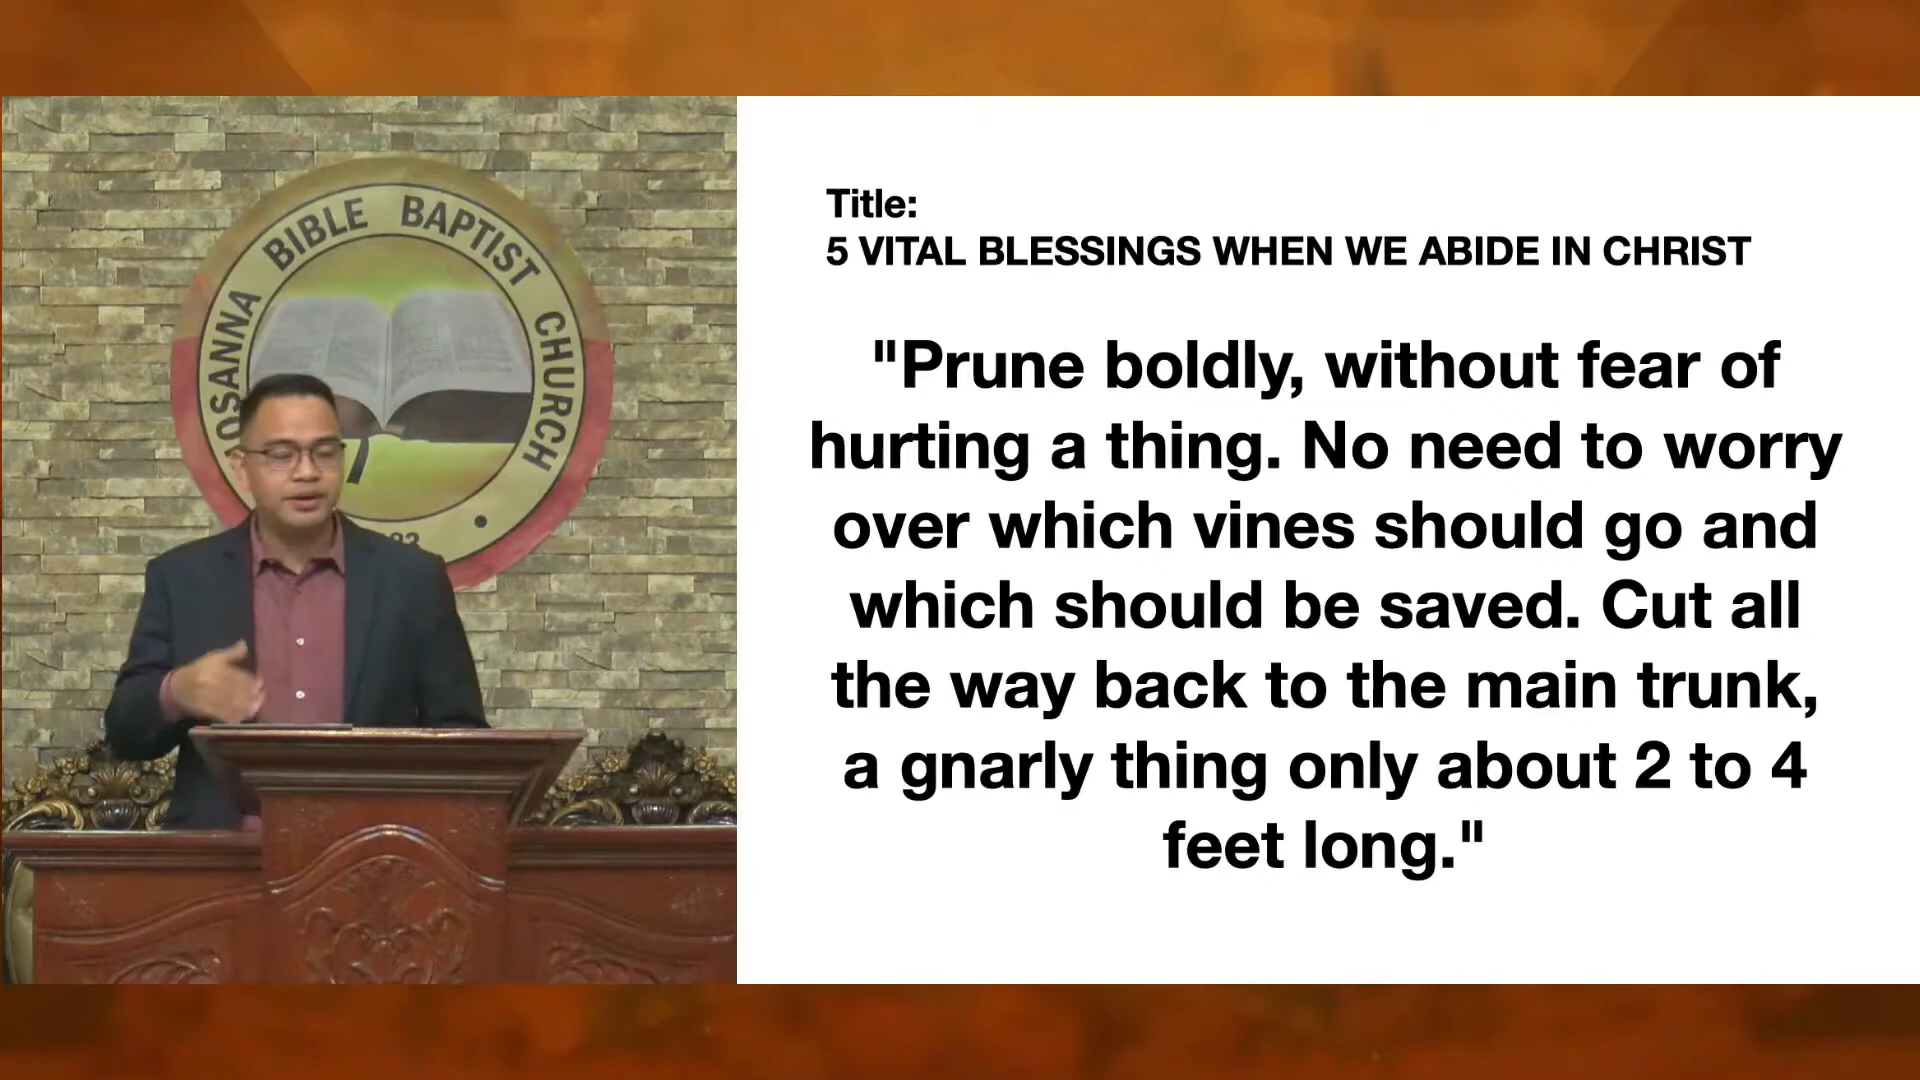 OSANNA BIBLE BAPTIST CHURCH
Title:
5 VITAL BLESSINGS WHEN WE ABIDE IN CHRIST
"Prune boldly, without fear of
hurting a thing. No need to worry
over which vines should go and
which should be saved. Cut all
the way back to the main trunk,
a gnarly thing only about 2 to 4
feet long."